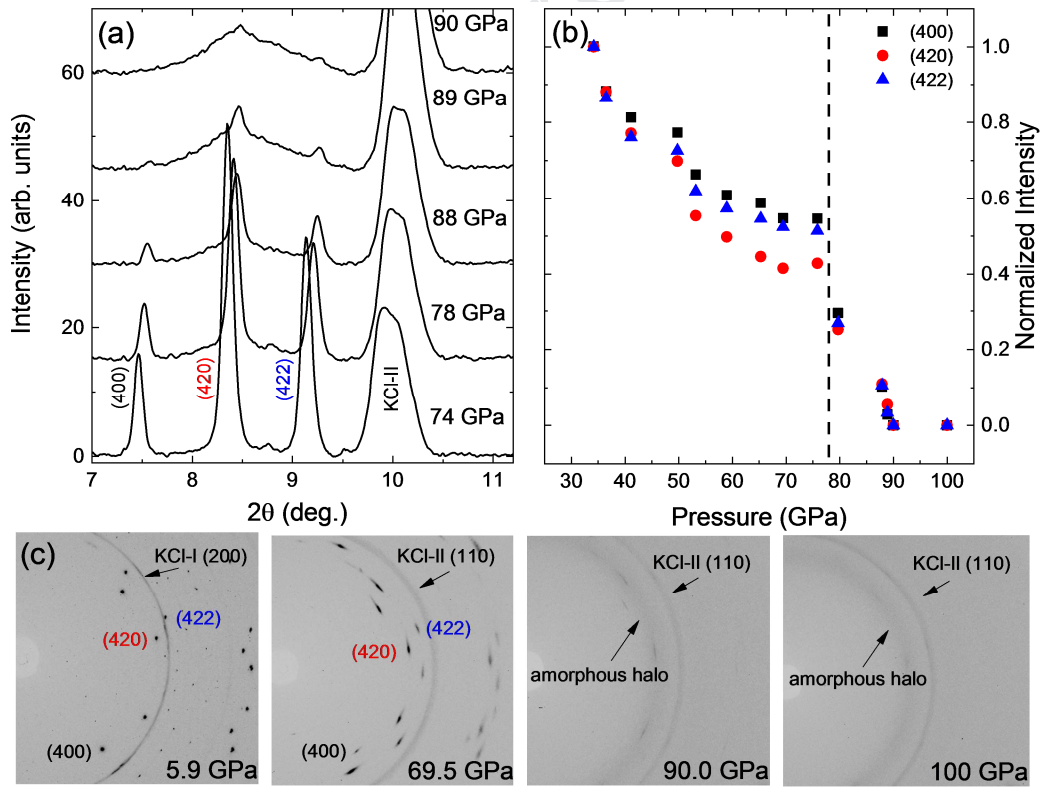 (a)
90 GPa
89 GPa
88 GPa
78 GPa
74 GPa
(400)
(420)
(422)
KCl-II
60
40
20
0
Intensity (arb. units)
7 8 9 10 11
2θ (deg.)
(b)
(400)
(420)
(422)
1.0
0.8
0.6
0.4
0.2
0.0
Normalized Intensity
30 40 50 60 70 80 90 100
Pressure (GPa)
(c)
KCl-I (200)
(422)
(420)
(400)
5.9 GPa
KCl-II (110)
(422)
(420)
(400)
69.5 GPa
KCl-II (110)
amorphous halo
90.0 GPa
KCl-II (110)
amorphous halo
100 GPa